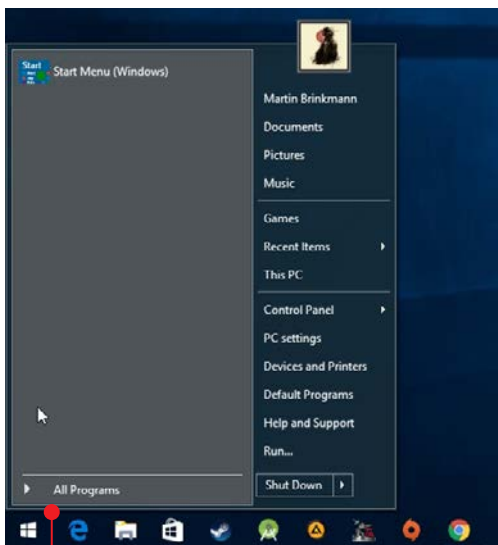 Start
Start Menu (Windows)
All Programs
Martin Brinkmann
Documents
Pictures
Music
Games
Recent Items
This PC
Control Panel
PC settings
Devices and Printers
Default Programs
Help and Support
Run...
Shut Down